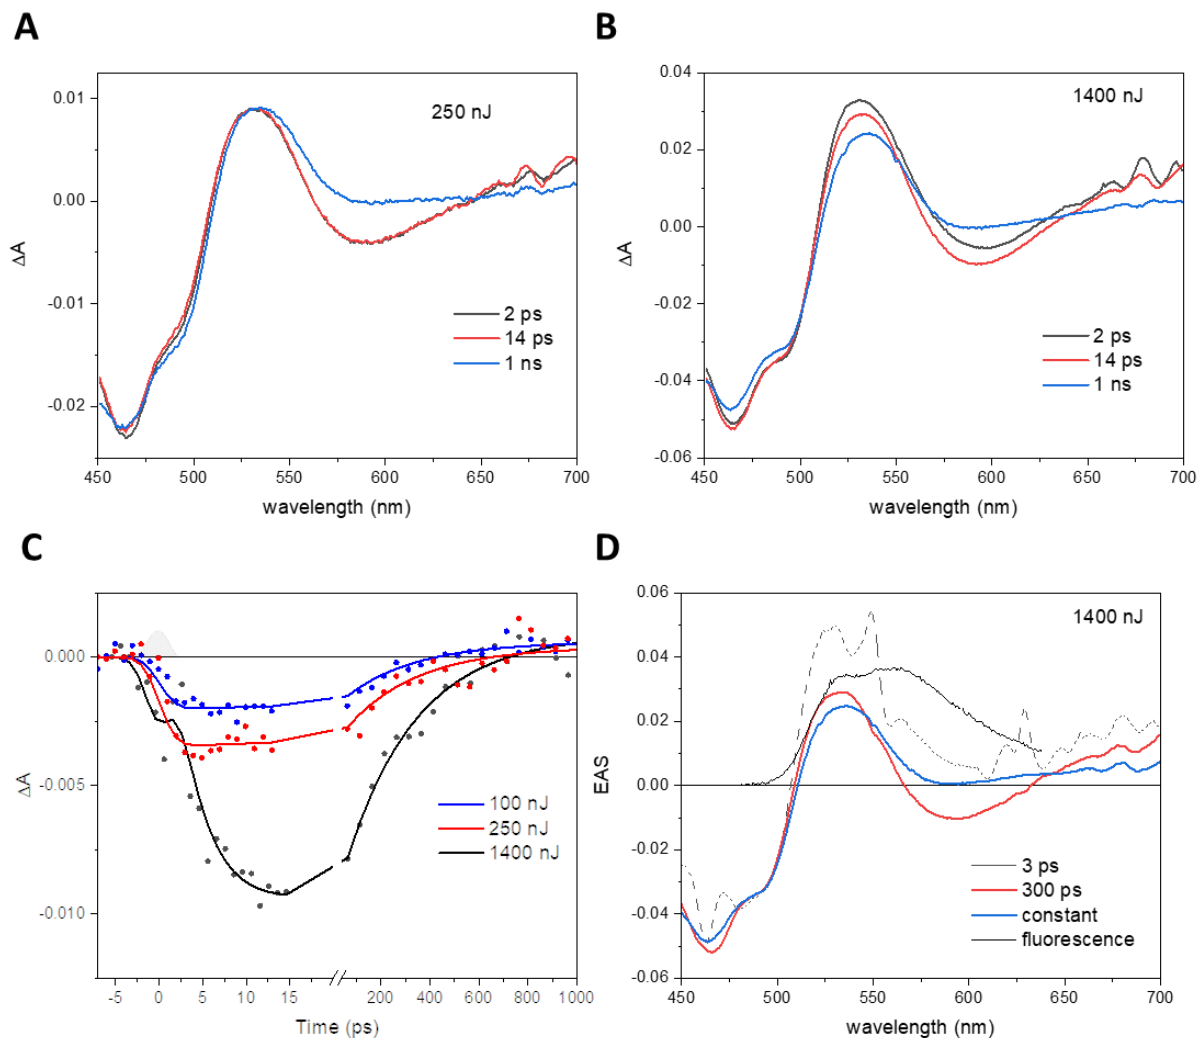 A
0.01
0.00
-0.01
-0.02
ΔA
250 nJ
2 ps
14 ps
1 ns
450 500 550 600 650 700
wavelength (nm)
B
0.04
0.02
0.00
-0.02
-0.04
-0.06
ΔA
1400 nJ
2 ps
14 ps
1 ns
450 500 550 600 650 700
wavelength (nm)
C
0.000
-0.005
-0.010
ΔA
100 nJ
250 nJ
1400 nJ
-5 0 5 10 15 200 400 600 800 1000
Time (ps)
D
0.06
0.04
0.02
0.00
-0.02
-0.04
-0.06
EAS
1400 nJ
3 ps
300 ps
constant
fluorescence
450 500 550 600 650 700
wavelength (nm)